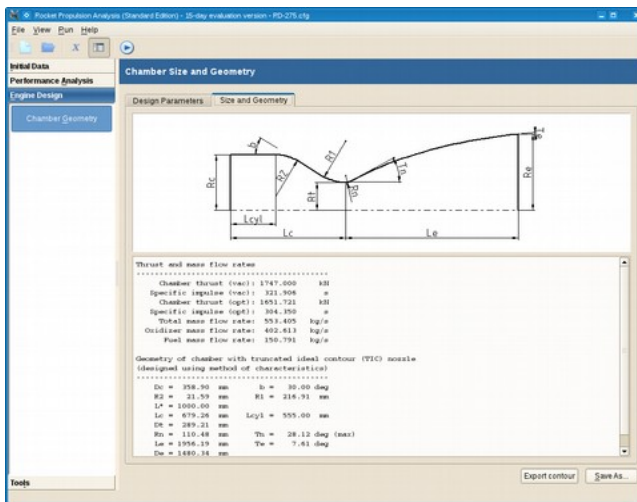 Rocket Propulsion Analysis (Standard Edition) - 15-day evaluation version - RD-275.cfg
File View Run Help
Initial Data
Performance Analysis
Engine Design
Chamber Geometry
Tools
Chamber Size and Geometry
Design Parameters Size and Geometry
b
R1
R2
Rc
Rt
Rn
Tn
Te
Re
Lcyl
Lc
Le
Thrust and mass flow rates
Chamber thrust (vac): 1747.000 kN
Specific impulse (vac): 321.906 s
Chamber thrust (opt): 1651.721 kN
Specific impulse (opt): 304.350 s
Total mass flow rate: 553.405 kg/s
Oxidizer mass flow rate: 402.613 kg/s
Fuel mass flow rate: 150.791 kg/s
Geometry of chamber with truncated ideal contour (TIC) nozzle
(designed using method of characteristics)
Dc = 358.90 mm b = 30.00 deg
R2 = 21.59 mm R1 = 216.91 mm
L* = 1000.00 mm
Lc = 679.26 mm Lcyl = 555.00 mm
Dt = 289.21 mm
Rn = 110.48 mm Tn = 28.12 deg (max)
Le = 1956.19 mm Te = 7.61 deg
De = 1480.34 mm
Export contour Save As...